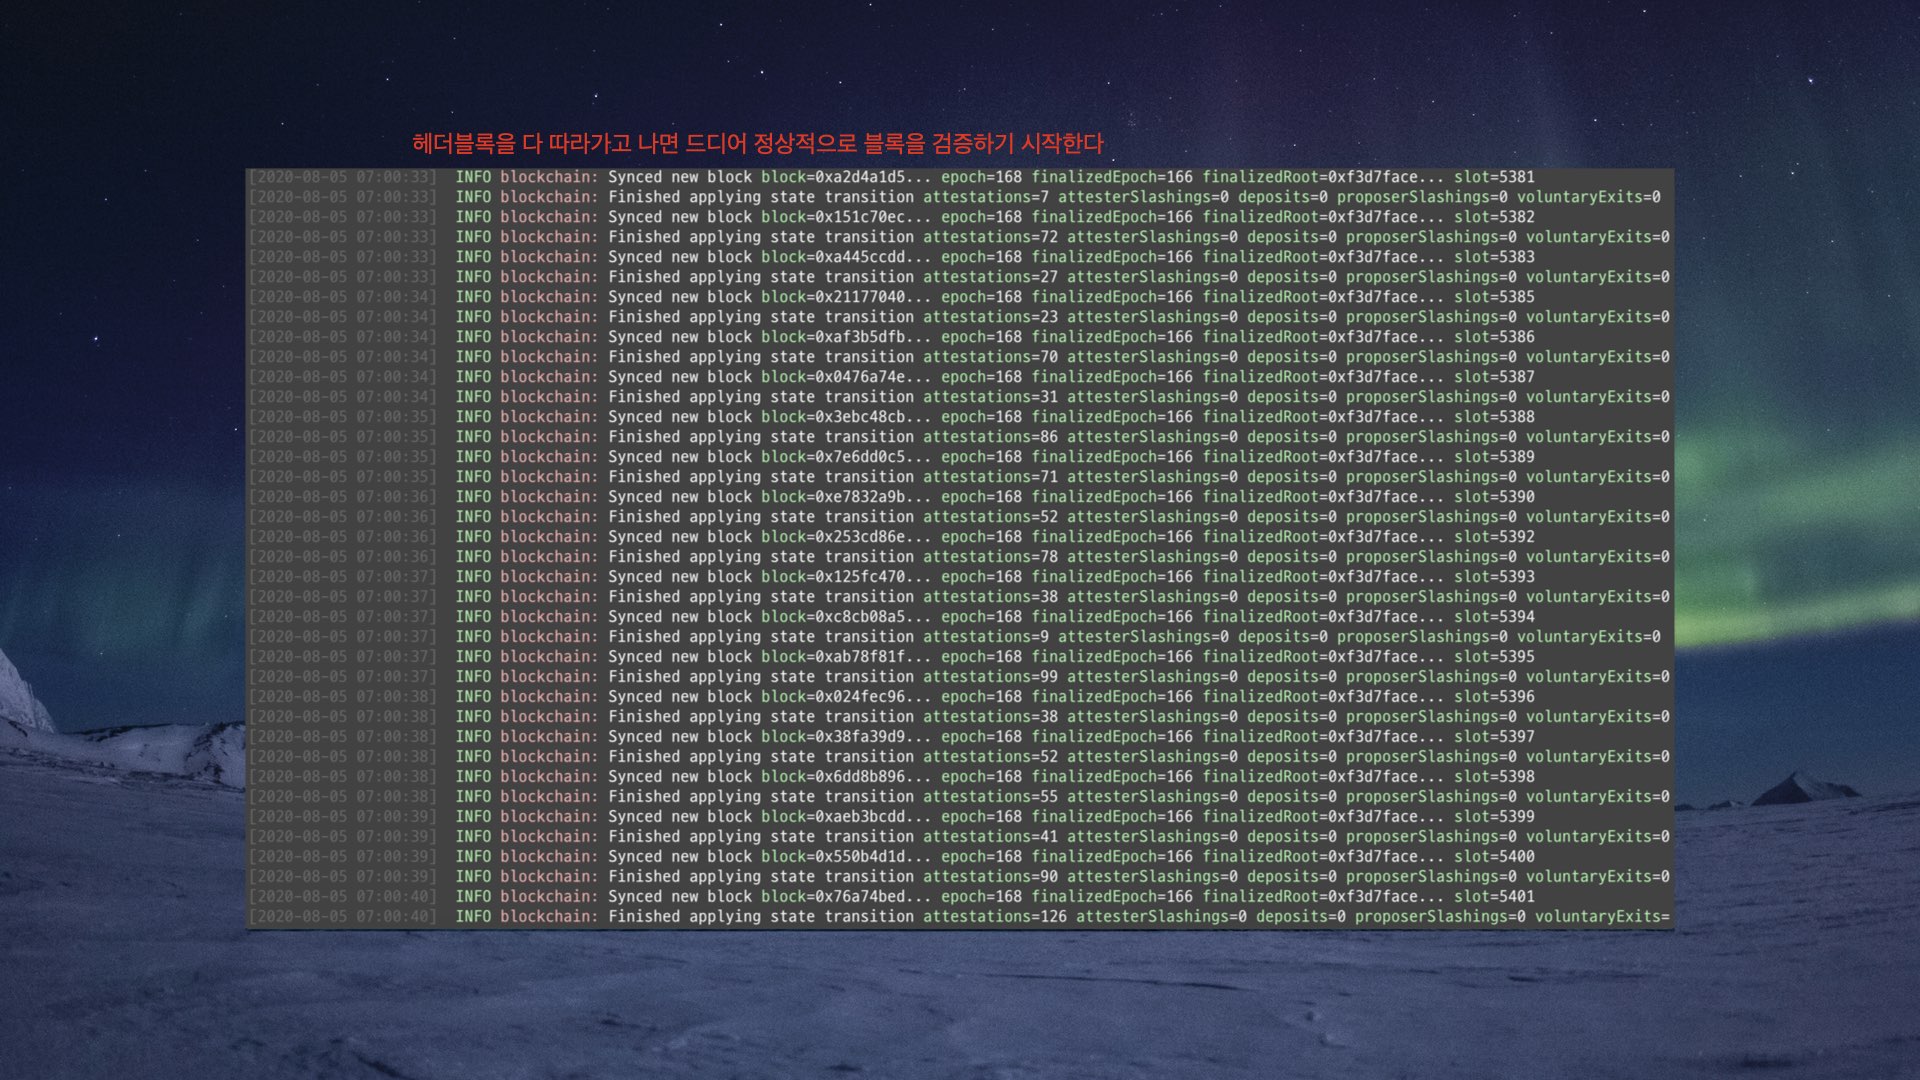 헤더블록을 다 따라가고 나면 드디어 정상적으로 블록을 검증하기 시작한다
[2020-08-05 07:00:33]  INFO blockchain: Synced new block block=0xa2d4a1d5... epoch=168 finalizedEpoch=166 finalizedRoot=0xf3d7face... slot=5381
[2020-08-05 07:00:33]  INFO blockchain: Finished applying state transition attestations=7 attesterSlashings=0 deposits=0 proposerSlashings=0 voluntaryExits=0
[2020-08-05 07:00:33]  INFO blockchain: Synced new block block=0x151c70ec... epoch=168 finalizedEpoch=166 finalizedRoot=0xf3d7face... slot=5382
[2020-08-05 07:00:33]  INFO blockchain: Finished applying state transition attestations=72 attesterSlashings=0 deposits=0 proposerSlashings=0 voluntaryExits=0
[2020-08-05 07:00:33]  INFO blockchain: Synced new block block=0xa445ccdd... epoch=168 finalizedEpoch=166 finalizedRoot=0xf3d7face... slot=5383
[2020-08-05 07:00:33]  INFO blockchain: Finished applying state transition attestations=27 attesterSlashings=0 deposits=0 proposerSlashings=0 voluntaryExits=0
[2020-08-05 07:00:34]  INFO blockchain: Synced new block block=0x21177040... epoch=168 finalizedEpoch=166 finalizedRoot=0xf3d7face... slot=5385
[2020-08-05 07:00:34]  INFO blockchain: Finished applying state transition attestations=23 attesterSlashings=0 deposits=0 proposerSlashings=0 voluntaryExits=0
[2020-08-05 07:00:34]  INFO blockchain: Synced new block block=0xaf3b5dfb... epoch=168 finalizedEpoch=166 finalizedRoot=0xf3d7face... slot=5386
[2020-08-05 07:00:34]  INFO blockchain: Finished applying state transition attestations=70 attesterSlashings=0 deposits=0 proposerSlashings=0 voluntaryExits=0
[2020-08-05 07:00:34]  INFO blockchain: Synced new block block=0x0476a74e... epoch=168 finalizedEpoch=166 finalizedRoot=0xf3d7face... slot=5387
[2020-08-05 07:00:34]  INFO blockchain: Finished applying state transition attestations=31 attesterSlashings=0 deposits=0 proposerSlashings=0 voluntaryExits=0
[2020-08-05 07:00:35]  INFO blockchain: Synced new block block=0x3ebc48cb... epoch=168 finalizedEpoch=166 finalizedRoot=0xf3d7face... slot=5388
[2020-08-05 07:00:35]  INFO blockchain: Finished applying state transition attestations=86 attesterSlashings=0 deposits=0 proposerSlashings=0 voluntaryExits=0
[2020-08-05 07:00:35]  INFO blockchain: Synced new block block=0x7e6dd0c5... epoch=168 finalizedEpoch=166 finalizedRoot=0xf3d7face... slot=5389
[2020-08-05 07:00:35]  INFO blockchain: Finished applying state transition attestations=71 attesterSlashings=0 deposits=0 proposerSlashings=0 voluntaryExits=0
[2020-08-05 07:00:36]  INFO blockchain: Synced new block block=0xe7832a9b... epoch=168 finalizedEpoch=166 finalizedRoot=0xf3d7face... slot=5390
[2020-08-05 07:00:36]  INFO blockchain: Finished applying state transition attestations=52 attesterSlashings=0 deposits=0 proposerSlashings=0 voluntaryExits=0
[2020-08-05 07:00:36]  INFO blockchain: Synced new block block=0x253cd86e... epoch=168 finalizedEpoch=166 finalizedRoot=0xf3d7face... slot=5392
[2020-08-05 07:00:36]  INFO blockchain: Finished applying state transition attestations=78 attesterSlashings=0 deposits=0 proposerSlashings=0 voluntaryExits=0
[2020-08-05 07:00:37]  INFO blockchain: Synced new block block=0x125fc470... epoch=168 finalizedEpoch=166 finalizedRoot=0xf3d7face... slot=5393
[2020-08-05 07:00:37]  INFO blockchain: Finished applying state transition attestations=38 attesterSlashings=0 deposits=0 proposerSlashings=0 voluntaryExits=0
[2020-08-05 07:00:37]  INFO blockchain: Synced new block block=0xc8cb08a5... epoch=168 finalizedEpoch=166 finalizedRoot=0xf3d7face... slot=5394
[2020-08-05 07:00:37]  INFO blockchain: Finished applying state transition attestations=9 attesterSlashings=0 deposits=0 proposerSlashings=0 voluntaryExits=0
[2020-08-05 07:00:37]  INFO blockchain: Synced new block block=0xab78f81f... epoch=168 finalizedEpoch=166 finalizedRoot=0xf3d7face... slot=5395
[2020-08-05 07:00:37]  INFO blockchain: Finished applying state transition attestations=99 attesterSlashings=0 deposits=0 proposerSlashings=0 voluntaryExits=0
[2020-08-05 07:00:38]  INFO blockchain: Synced new block block=0x024fec96... epoch=168 finalizedEpoch=166 finalizedRoot=0xf3d7face... slot=5396
[2020-08-05 07:00:38]  INFO blockchain: Finished applying state transition attestations=38 attesterSlashings=0 deposits=0 proposerSlashings=0 voluntaryExits=0
[2020-08-05 07:00:38]  INFO blockchain: Synced new block block=0x38fa39d9... epoch=168 finalizedEpoch=166 finalizedRoot=0xf3d7face... slot=5397
[2020-08-05 07:00:38]  INFO blockchain: Finished applying state transition attestations=52 attesterSlashings=0 deposits=0 proposerSlashings=0 voluntaryExits=0
[2020-08-05 07:00:38]  INFO blockchain: Synced new block block=0x6dd8b896... epoch=168 finalizedEpoch=166 finalizedRoot=0xf3d7face... slot=5398
[2020-08-05 07:00:38]  INFO blockchain: Finished applying state transition attestations=55 attesterSlashings=0 deposits=0 proposerSlashings=0 voluntaryExits=0
[2020-08-05 07:00:39]  INFO blockchain: Synced new block block=0xaeb3bcdd... epoch=168 finalizedEpoch=166 finalizedRoot=0xf3d7face... slot=5399
[2020-08-05 07:00:39]  INFO blockchain: Finished applying state transition attestations=41 attesterSlashings=0 deposits=0 proposerSlashings=0 voluntaryExits=0
[2020-08-05 07:00:39]  INFO blockchain: Synced new block block=0x550b4d1d... epoch=168 finalizedEpoch=166 finalizedRoot=0xf3d7face... slot=5400
[2020-08-05 07:00:39]  INFO blockchain: Finished applying state transition attestations=90 attesterSlashings=0 deposits=0 proposerSlashings=0 voluntaryExits=0
[2020-08-05 07:00:40]  INFO blockchain: Synced new block block=0x76a74bed... epoch=168 finalizedEpoch=166 finalizedRoot=0xf3d7face... slot=5401
[2020-08-05 07:00:40]  INFO blockchain: Finished applying state transition attestations=126 attesterSlashings=0 deposits=0 proposerSlashings=0 voluntaryExits=